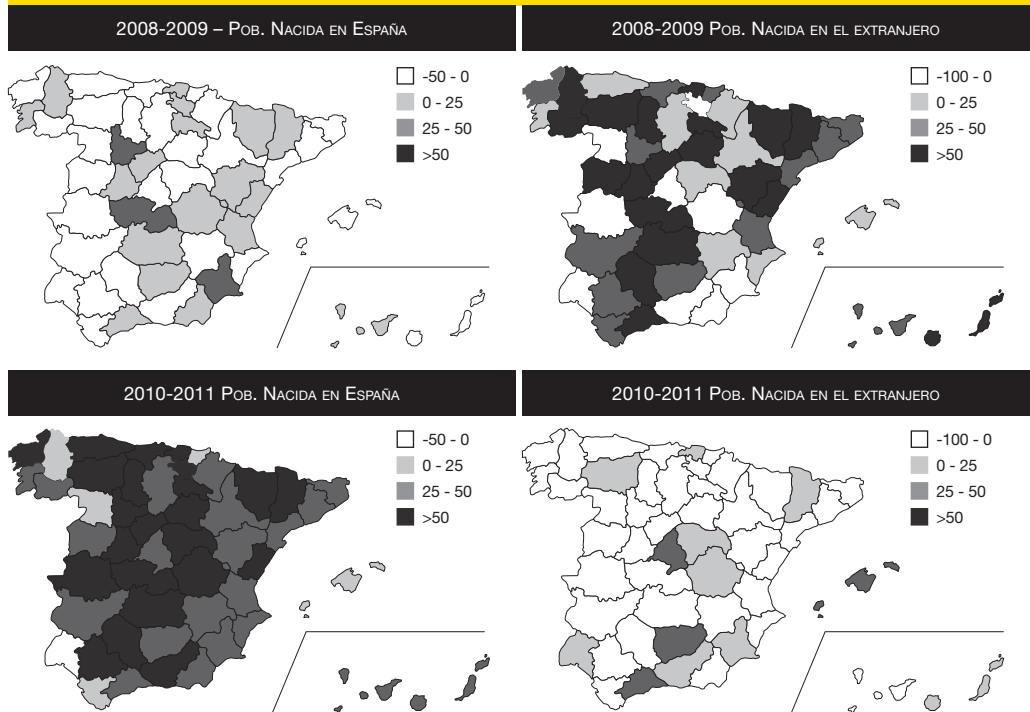 2008-2009 – Pob. Nacida en España
-50 - 0
0 - 25
25 - 50
>50
2008-2009 Pob. Nacida en el extranjero
-100 - 0
0 - 25
25 - 50
>50
2010-2011 Pob. Nacida en España
-50 - 0
0 - 25
25 - 50
>50
2010-2011 Pob. Nacida en el extranjero
-100 - 0
0 - 25
25 - 50
>50